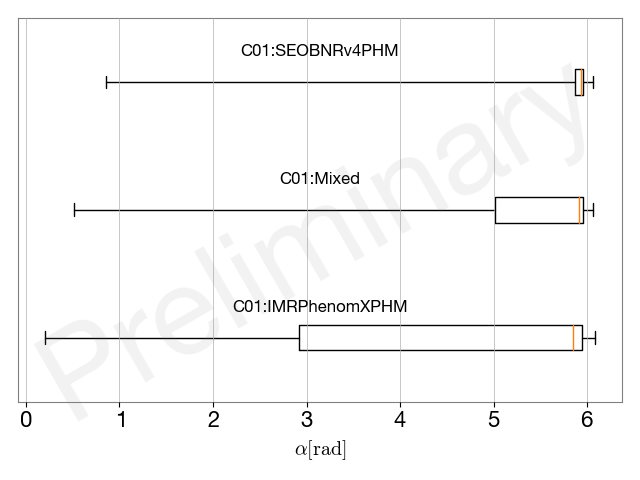 C01:SEOBNRv4PHM
C01:Mixed
C01:IMRPhenomXPHM
Preliminary
0 1 2 3 4 5 6
α[rad]